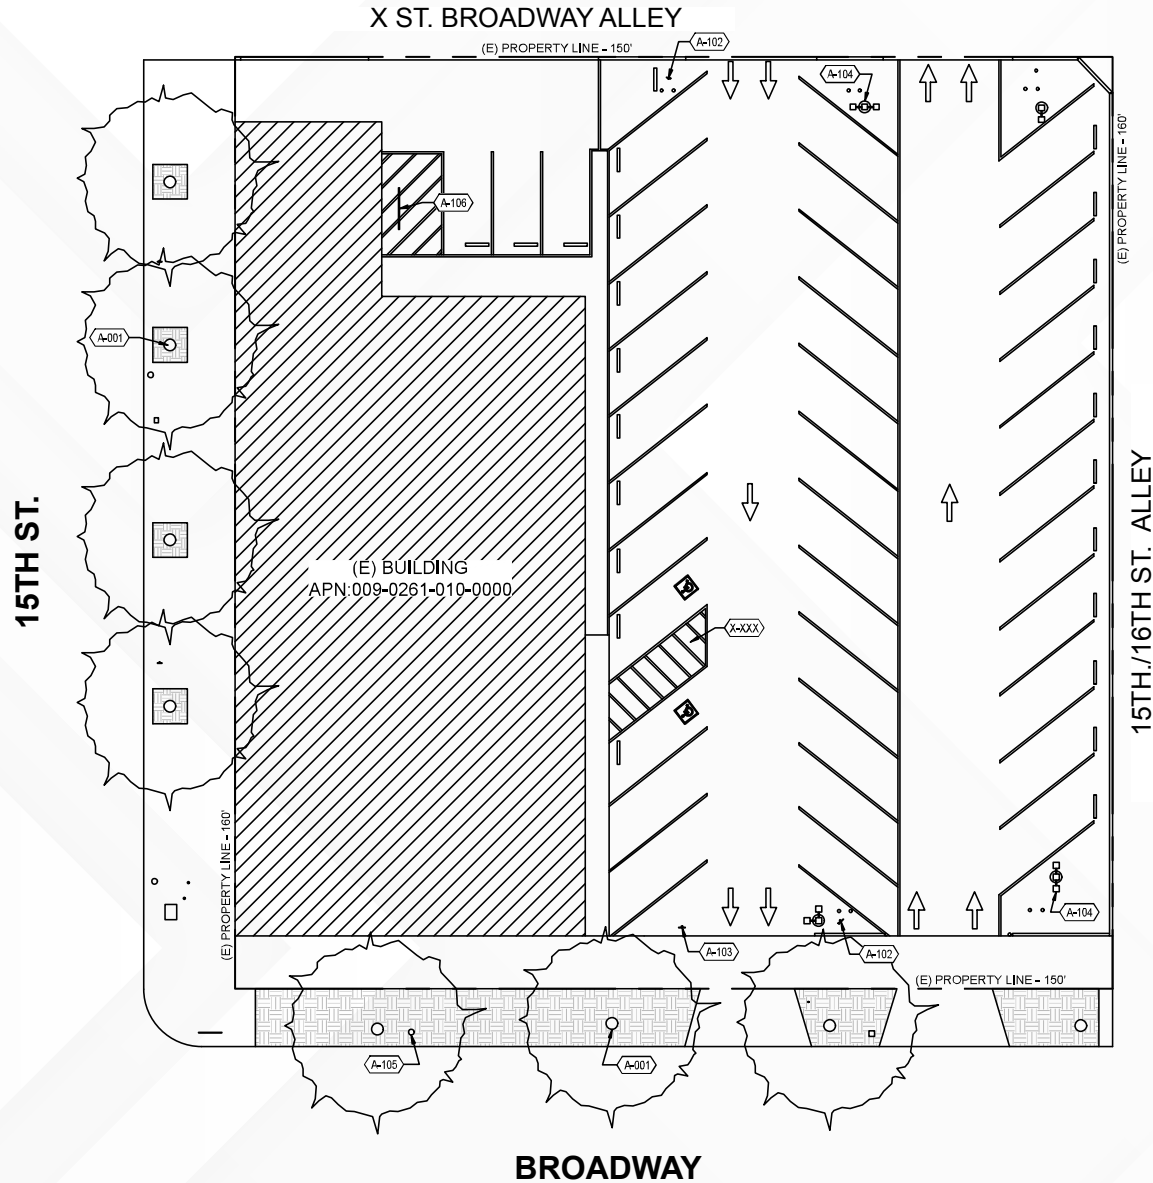 X ST. BROADWAY ALLEY
(E) PROPERTY LINE - 150'
A-102
A-104
(E) PROPERTY LINE - 160'
A-106
A-001
15TH ST.
(E) BUILDING
APN:009-0261-010-0000
X-XXX
15TH./16TH ST. ALLEY
(E) PROPERTY LINE - 160'
A-104
A-103
A-102
(E) PROPERTY LINE - 150'
A-105
A-001
BROADWAY